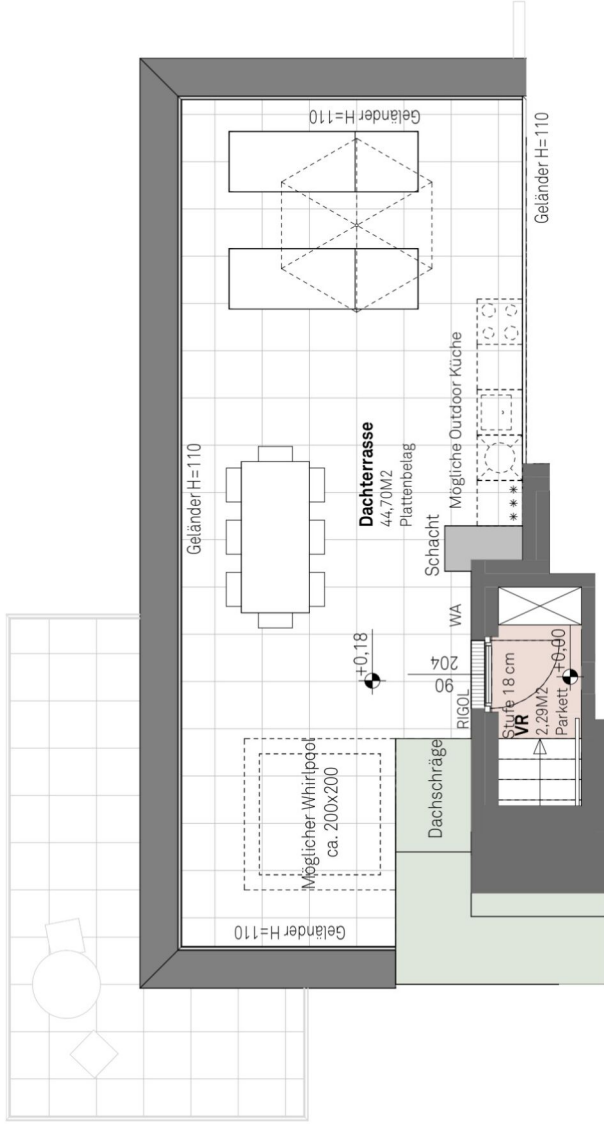 Geländer H=110
Geländer H=110
Geländer H=110
Dachterrasse
44,70M2
Plattenbelag
Mögliche Outdoor Küche
***
Schacht
WA
+0,18
90
204
RIGOL
Stufe 18 cm
VR
2,29M2
Parkett
+0,00
Möglicher Whirlpool
ca. 200x200
Dachschräge
Geländer H=110